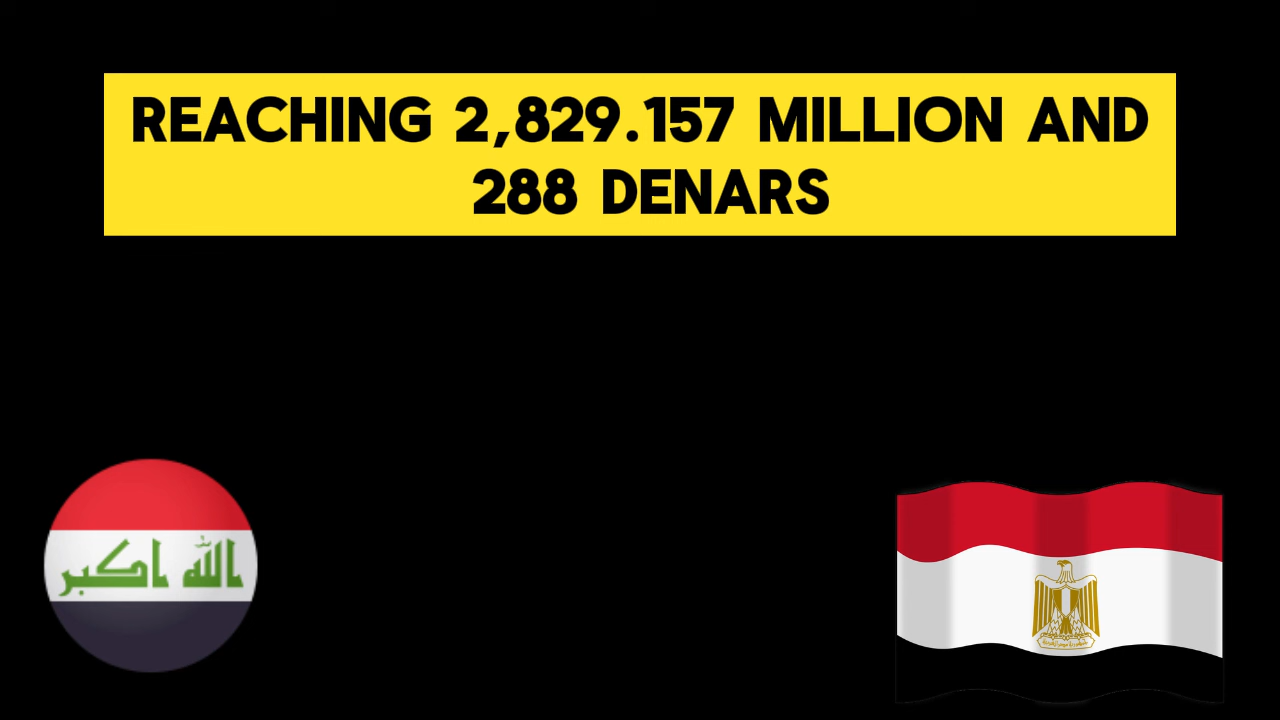 REACHING 2,829.157 MILLION AND
288 DENARS
الله اكبر